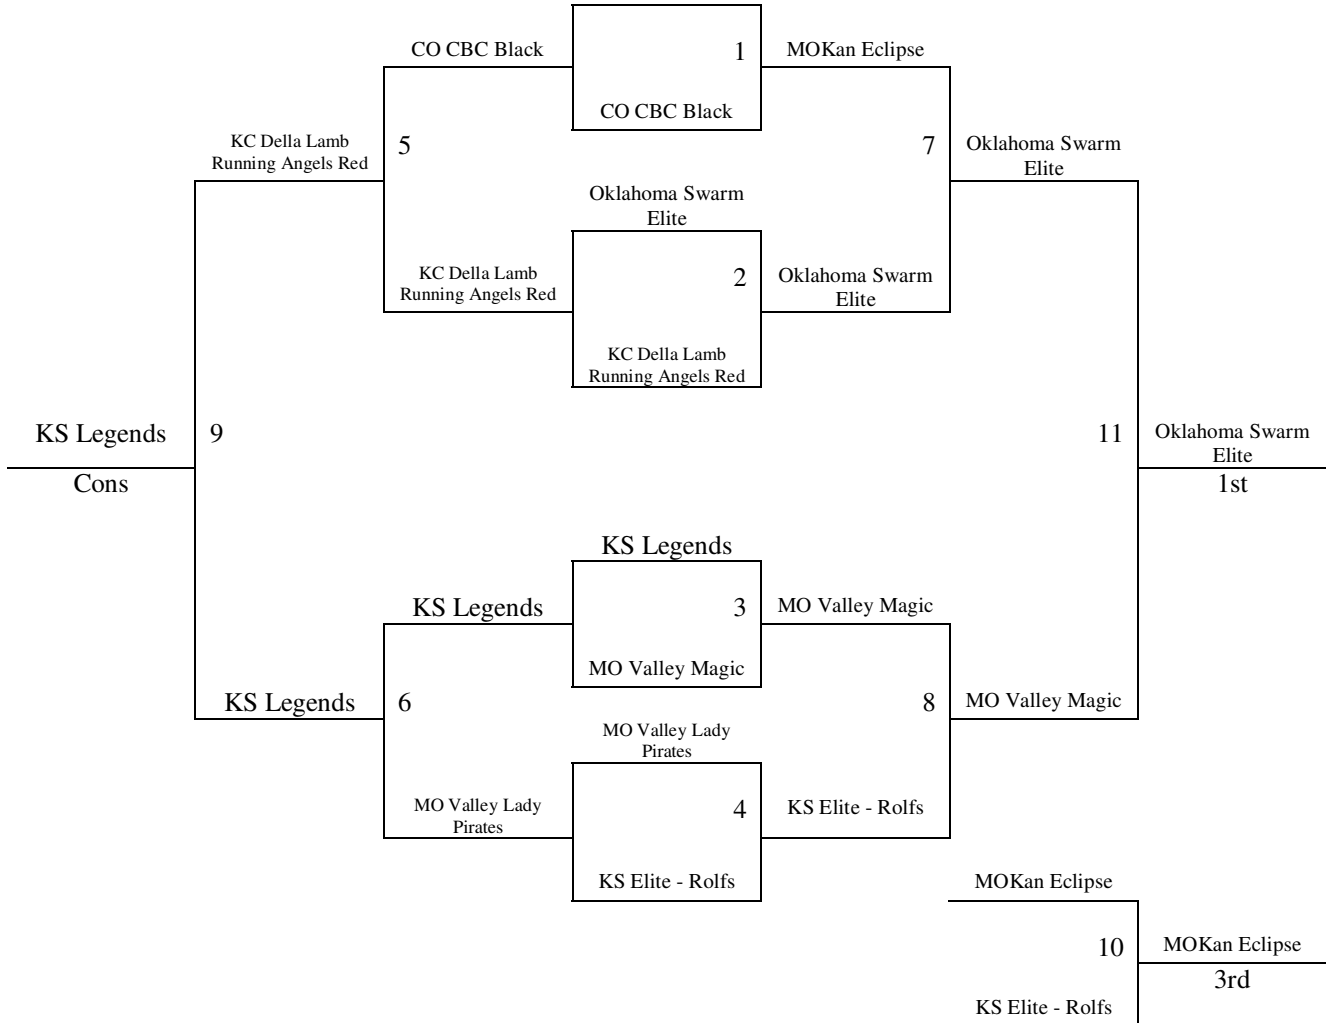 CO CBC Black
1
MOKan Eclipse
CO CBC Black
KC Della Lamb
Running Angels Red
5
7
Oklahoma Swarm
Elite
Oklahoma Swarm
Elite
KC Della Lamb
Running Angels Red
2
Oklahoma Swarm
Elite
KC Della Lamb
Running Angels Red
KS Legends
9
11
Oklahoma Swarm
Elite
Cons
1st
KS Legends
KS Legends
3
MO Valley Magic
MO Valley Magic
KS Legends
6
8
MO Valley Magic
MO Valley Lady
Pirates
MO Valley Lady
Pirates
4
KS Elite - Rolfs
KS Elite - Rolfs
MOKan Eclipse
10
MOKan Eclipse
3rd
KS Elite - Rolfs